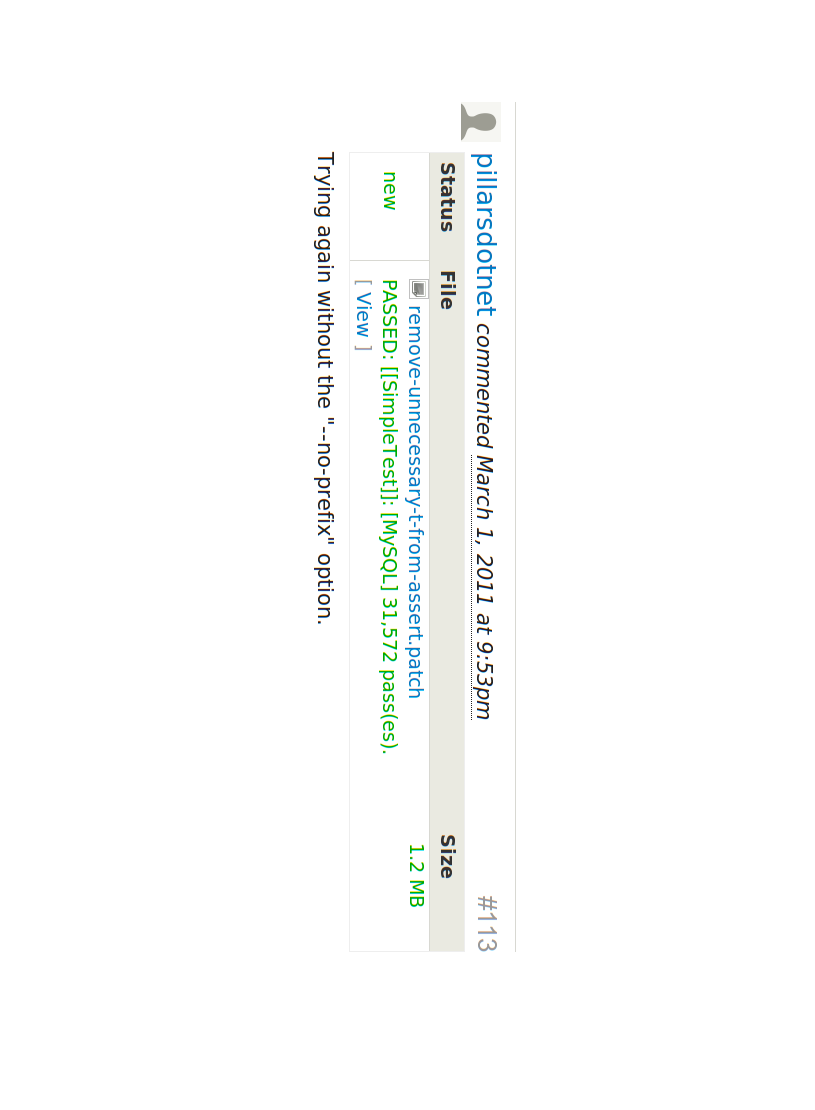 pillarsdotnet commented March 1, 2011 at 9:53pm #113
Status File Size
new remove-unnecessary-t-from-assert.patch 1.2 MB
PASSED: [[SimpleTest]]: [MySQL] 31,572 pass(es).
[ View ]
Trying again without the "--no-prefix" option.